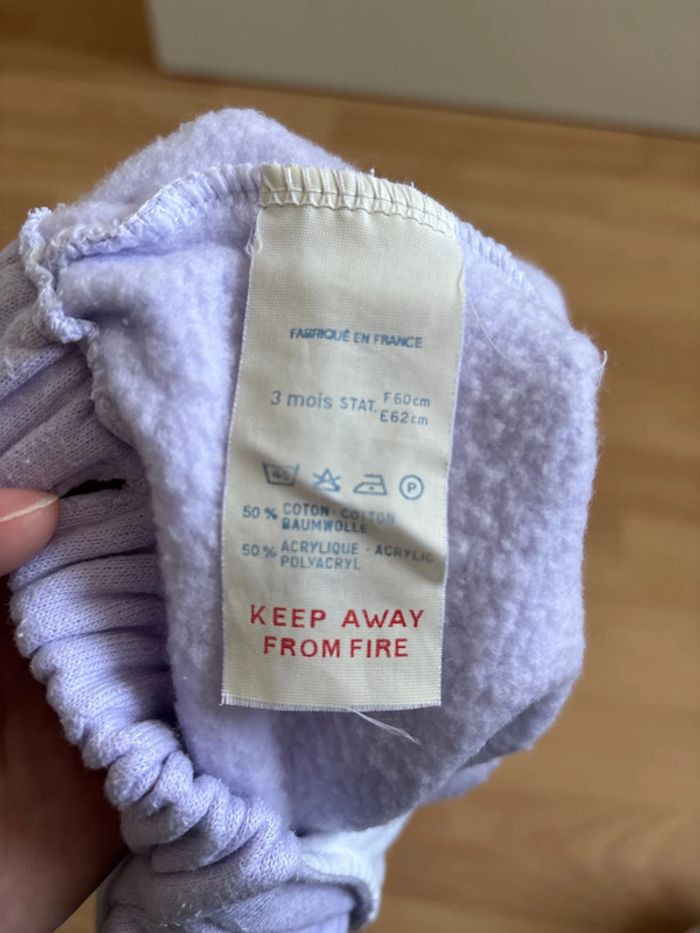 FABRIQUÉ EN FRANCE
3 mois STAT. F 60cm
E 62cm
40 P
50% COTON - COTTON
BAUMWOLLE
50% ACRYLIQUE - ACRYLIC
POLYACRYL
KEEP AWAY
FROM FIRE